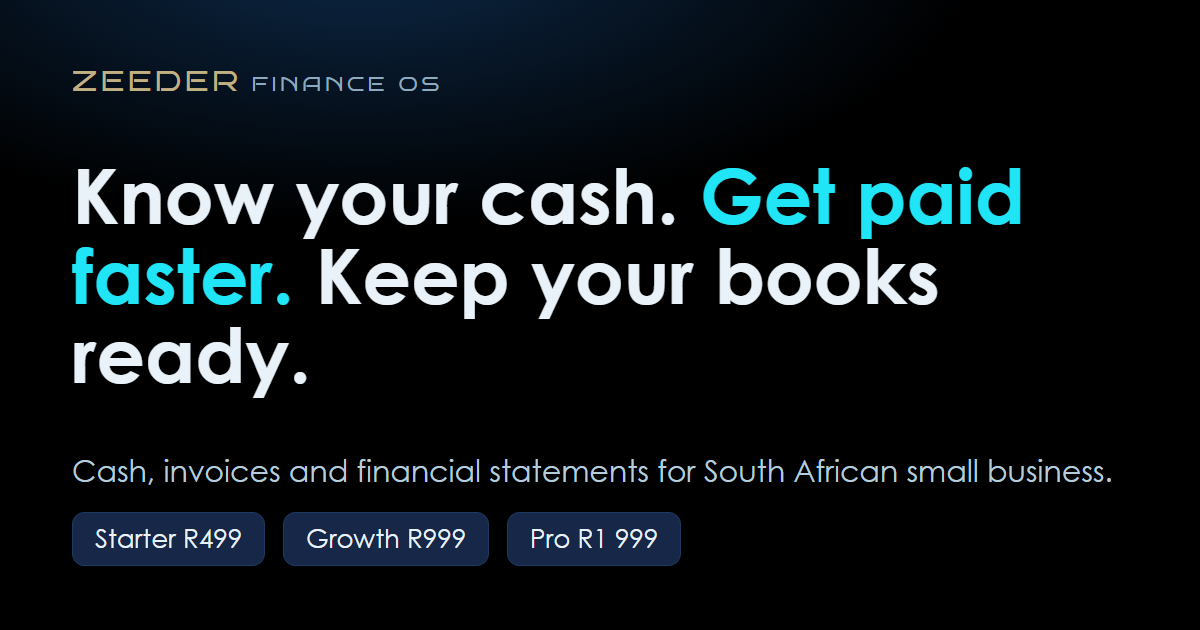 ZEEDER FINANCE OS
Know your cash. Get paid
faster. Keep your books
ready.
Cash, invoices and financial statements for South African small business.
Starter R499 Growth R999 Pro R1 999